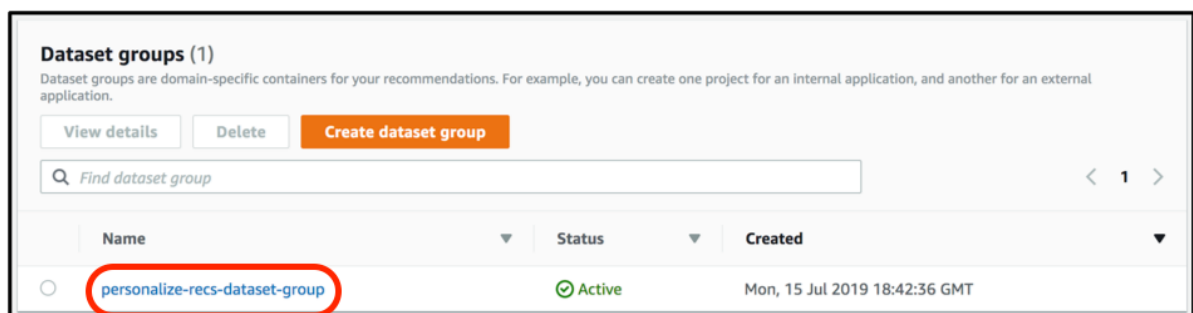 Dataset groups (1)
Dataset groups are domain-specific containers for your recommendations. For example, you can create one project for an internal application, and another for an external
application.
View details Delete Create dataset group
Find dataset group 1
Name Status Created
personalize-recs-dataset-group Active Mon, 15 Jul 2019 18:42:36 GMT